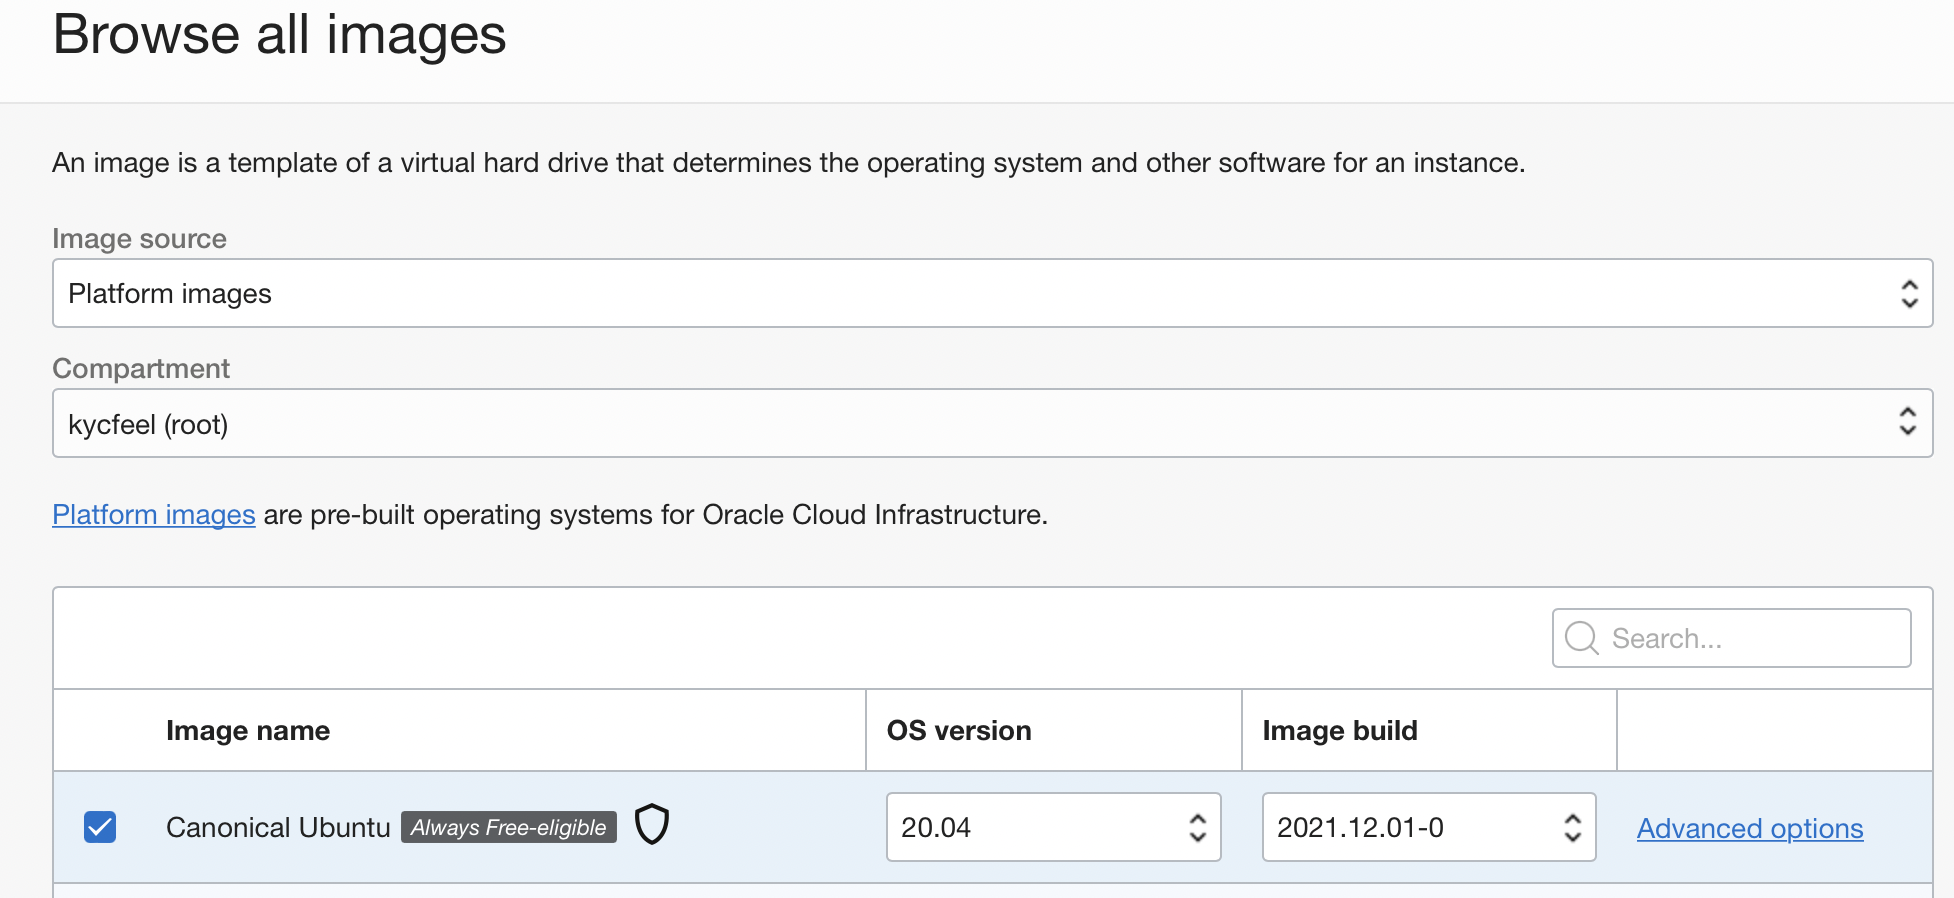 Browse all images
An image is a template of a virtual hard drive that determines the operating system and other software for an instance.
Image source
Platform images
Compartment
kycfeel (root)
Platform images are pre-built operating systems for Oracle Cloud Infrastructure.
Search...
Image name OS version Image build
Canonical Ubuntu Always Free-eligible 20.04 2021.12.01-0 Advanced options